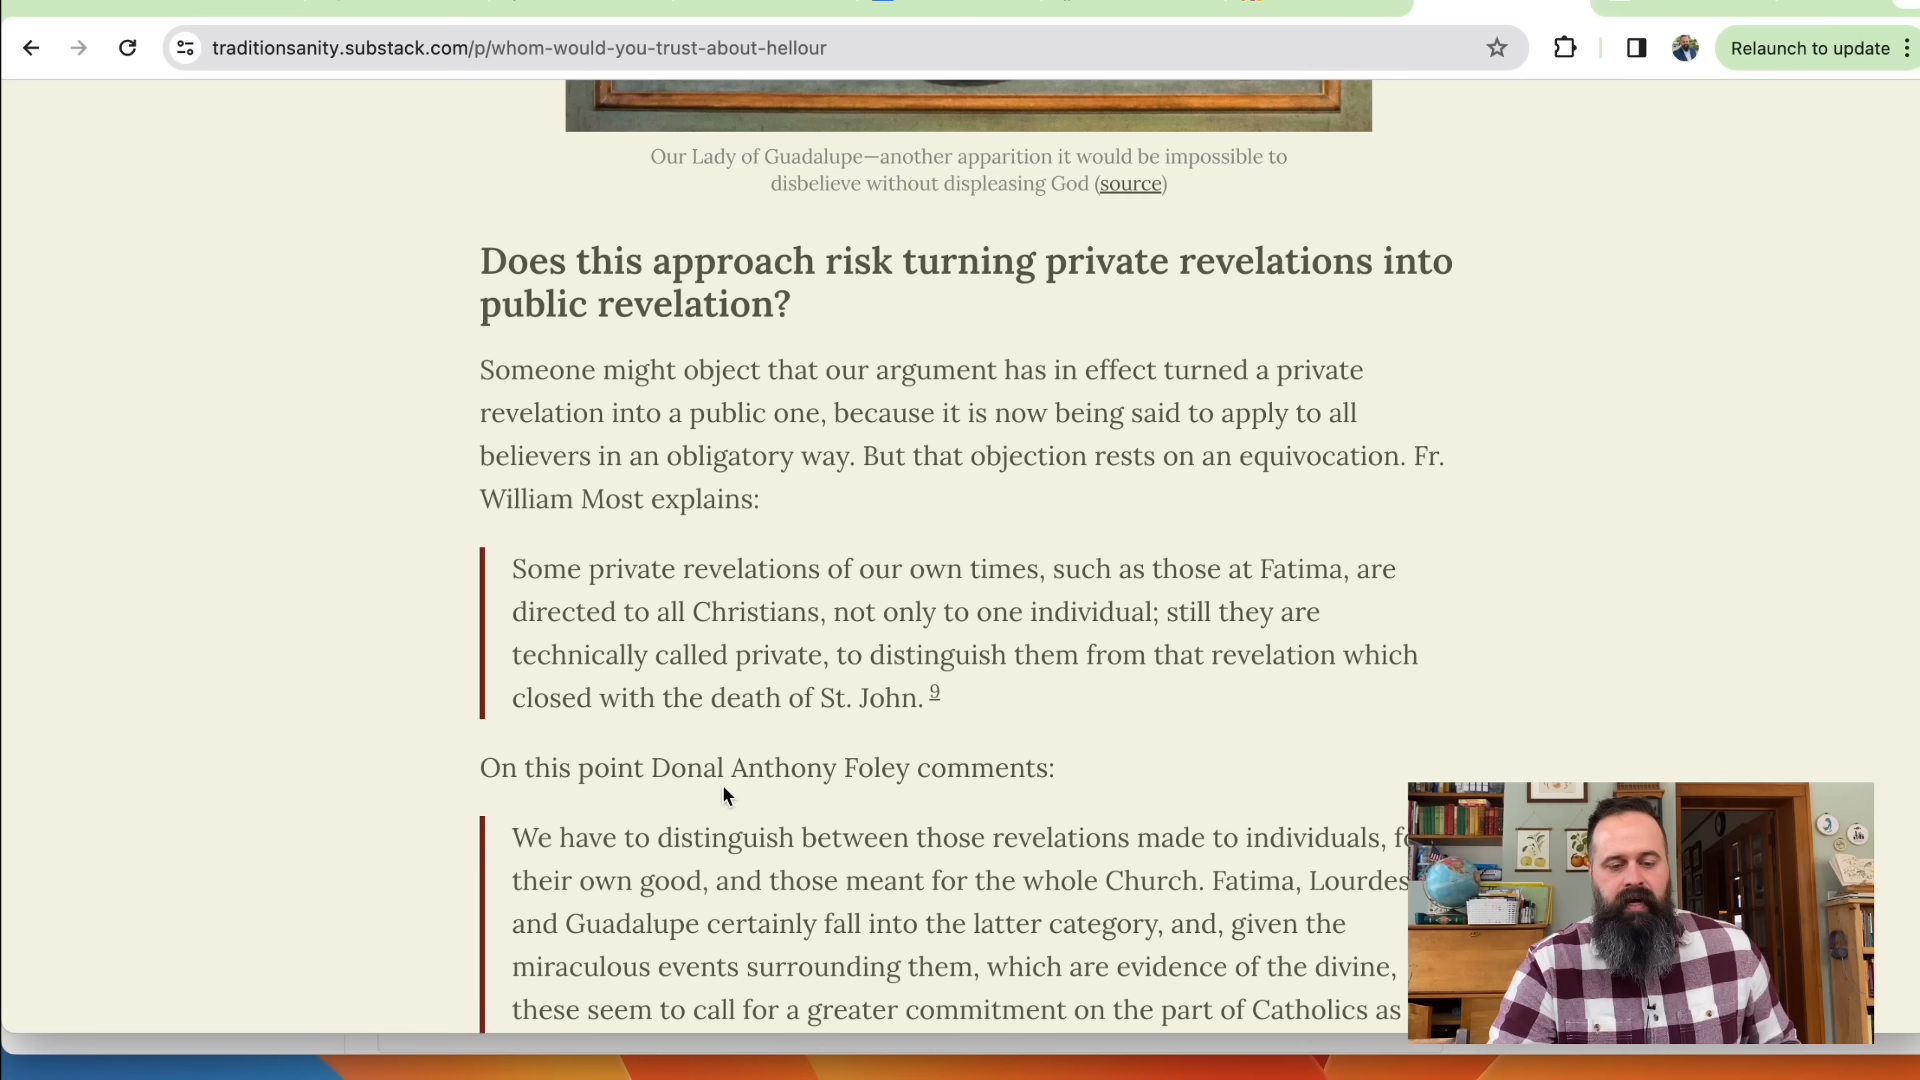 traditionsanity.substack.com/p/whom-would-you-trust-about-hellour
Relaunch to update
Our Lady of Guadalupe—another apparition it would be impossible to
disbelieve without displeasing God (source)
Does this approach risk turning private revelations into
public revelation?
Someone might object that our argument has in effect turned a private
revelation into a public one, because it is now being said to apply to all
believers in an obligatory way. But that objection rests on an equivocation. Fr.
William Most explains:
Some private revelations of our own times, such as those at Fatima, are
directed to all Christians, not only to one individual; still they are
technically called private, to distinguish them from that revelation which
closed with the death of St. John. 9
On this point Donal Anthony Foley comments:
We have to distinguish between those revelations made to individuals,
their own good, and those meant for the whole Church. Fatima, Lourdes
and Guadalupe certainly fall into the latter category, and, given the
miraculous events surrounding them, which are evidence of the divine,
these seem to call for a greater commitment on the part of Catholics as